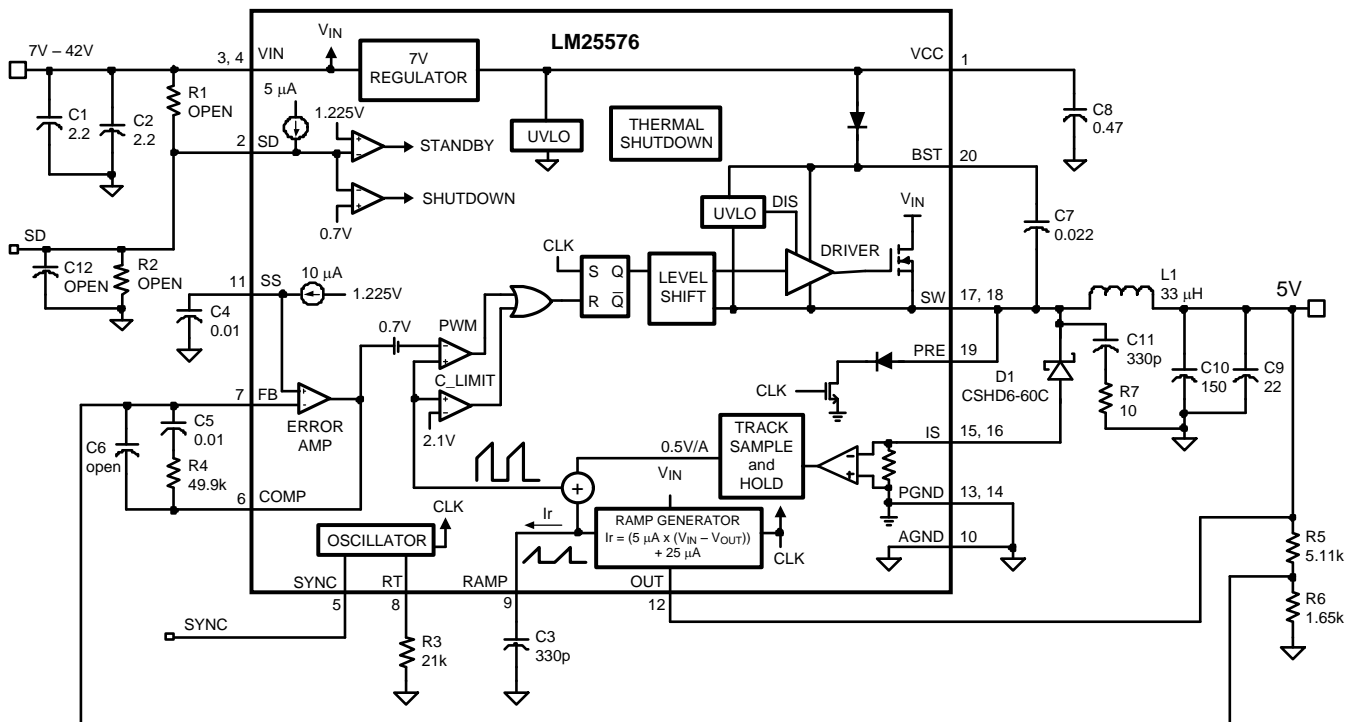 LM25576
7V – 42V
3, 4
VIN
V_IN
7V
REGULATOR
VCC
1
C1
2.2
C2
2.2
R1
OPEN
5 µA
1.225V
2
SD
STANDBY
SHUTDOWN
0.7V
UVLO
THERMAL
SHUTDOWN
C8
0.47
BST
20
UVLO
DIS
V_IN
DRIVER
C7
0.022
SD
C12
OPEN
R2
OPEN
11
SS
10 µA
1.225V
CLK
S
Q
R
Q̅
LEVEL
SHIFT
SW
17, 18
L1
33 µH
5V
C4
0.01
0.7V
PWM
C_LIMIT
2.1V
PRE
19
CLK
D1
CSHD6-60C
C11
330p
R7
10
C10
150
C9
22
7
FB
ERROR
AMP
C6
open
C5
0.01
R4
49.9k
6
COMP
0.5V/A
TRACK
SAMPLE
and
HOLD
IS
15, 16
PGND
13, 14
AGND
10
V_IN
Ir
RAMP GENERATOR
Ir = (5 µA x (V_IN – V_OUT))
+ 25 µA
CLK
OSCILLATOR
CLK
SYNC
5
RT
8
RAMP
9
OUT
12
R5
5.11k
R6
1.65k
SYNC
R3
21k
C3
330p